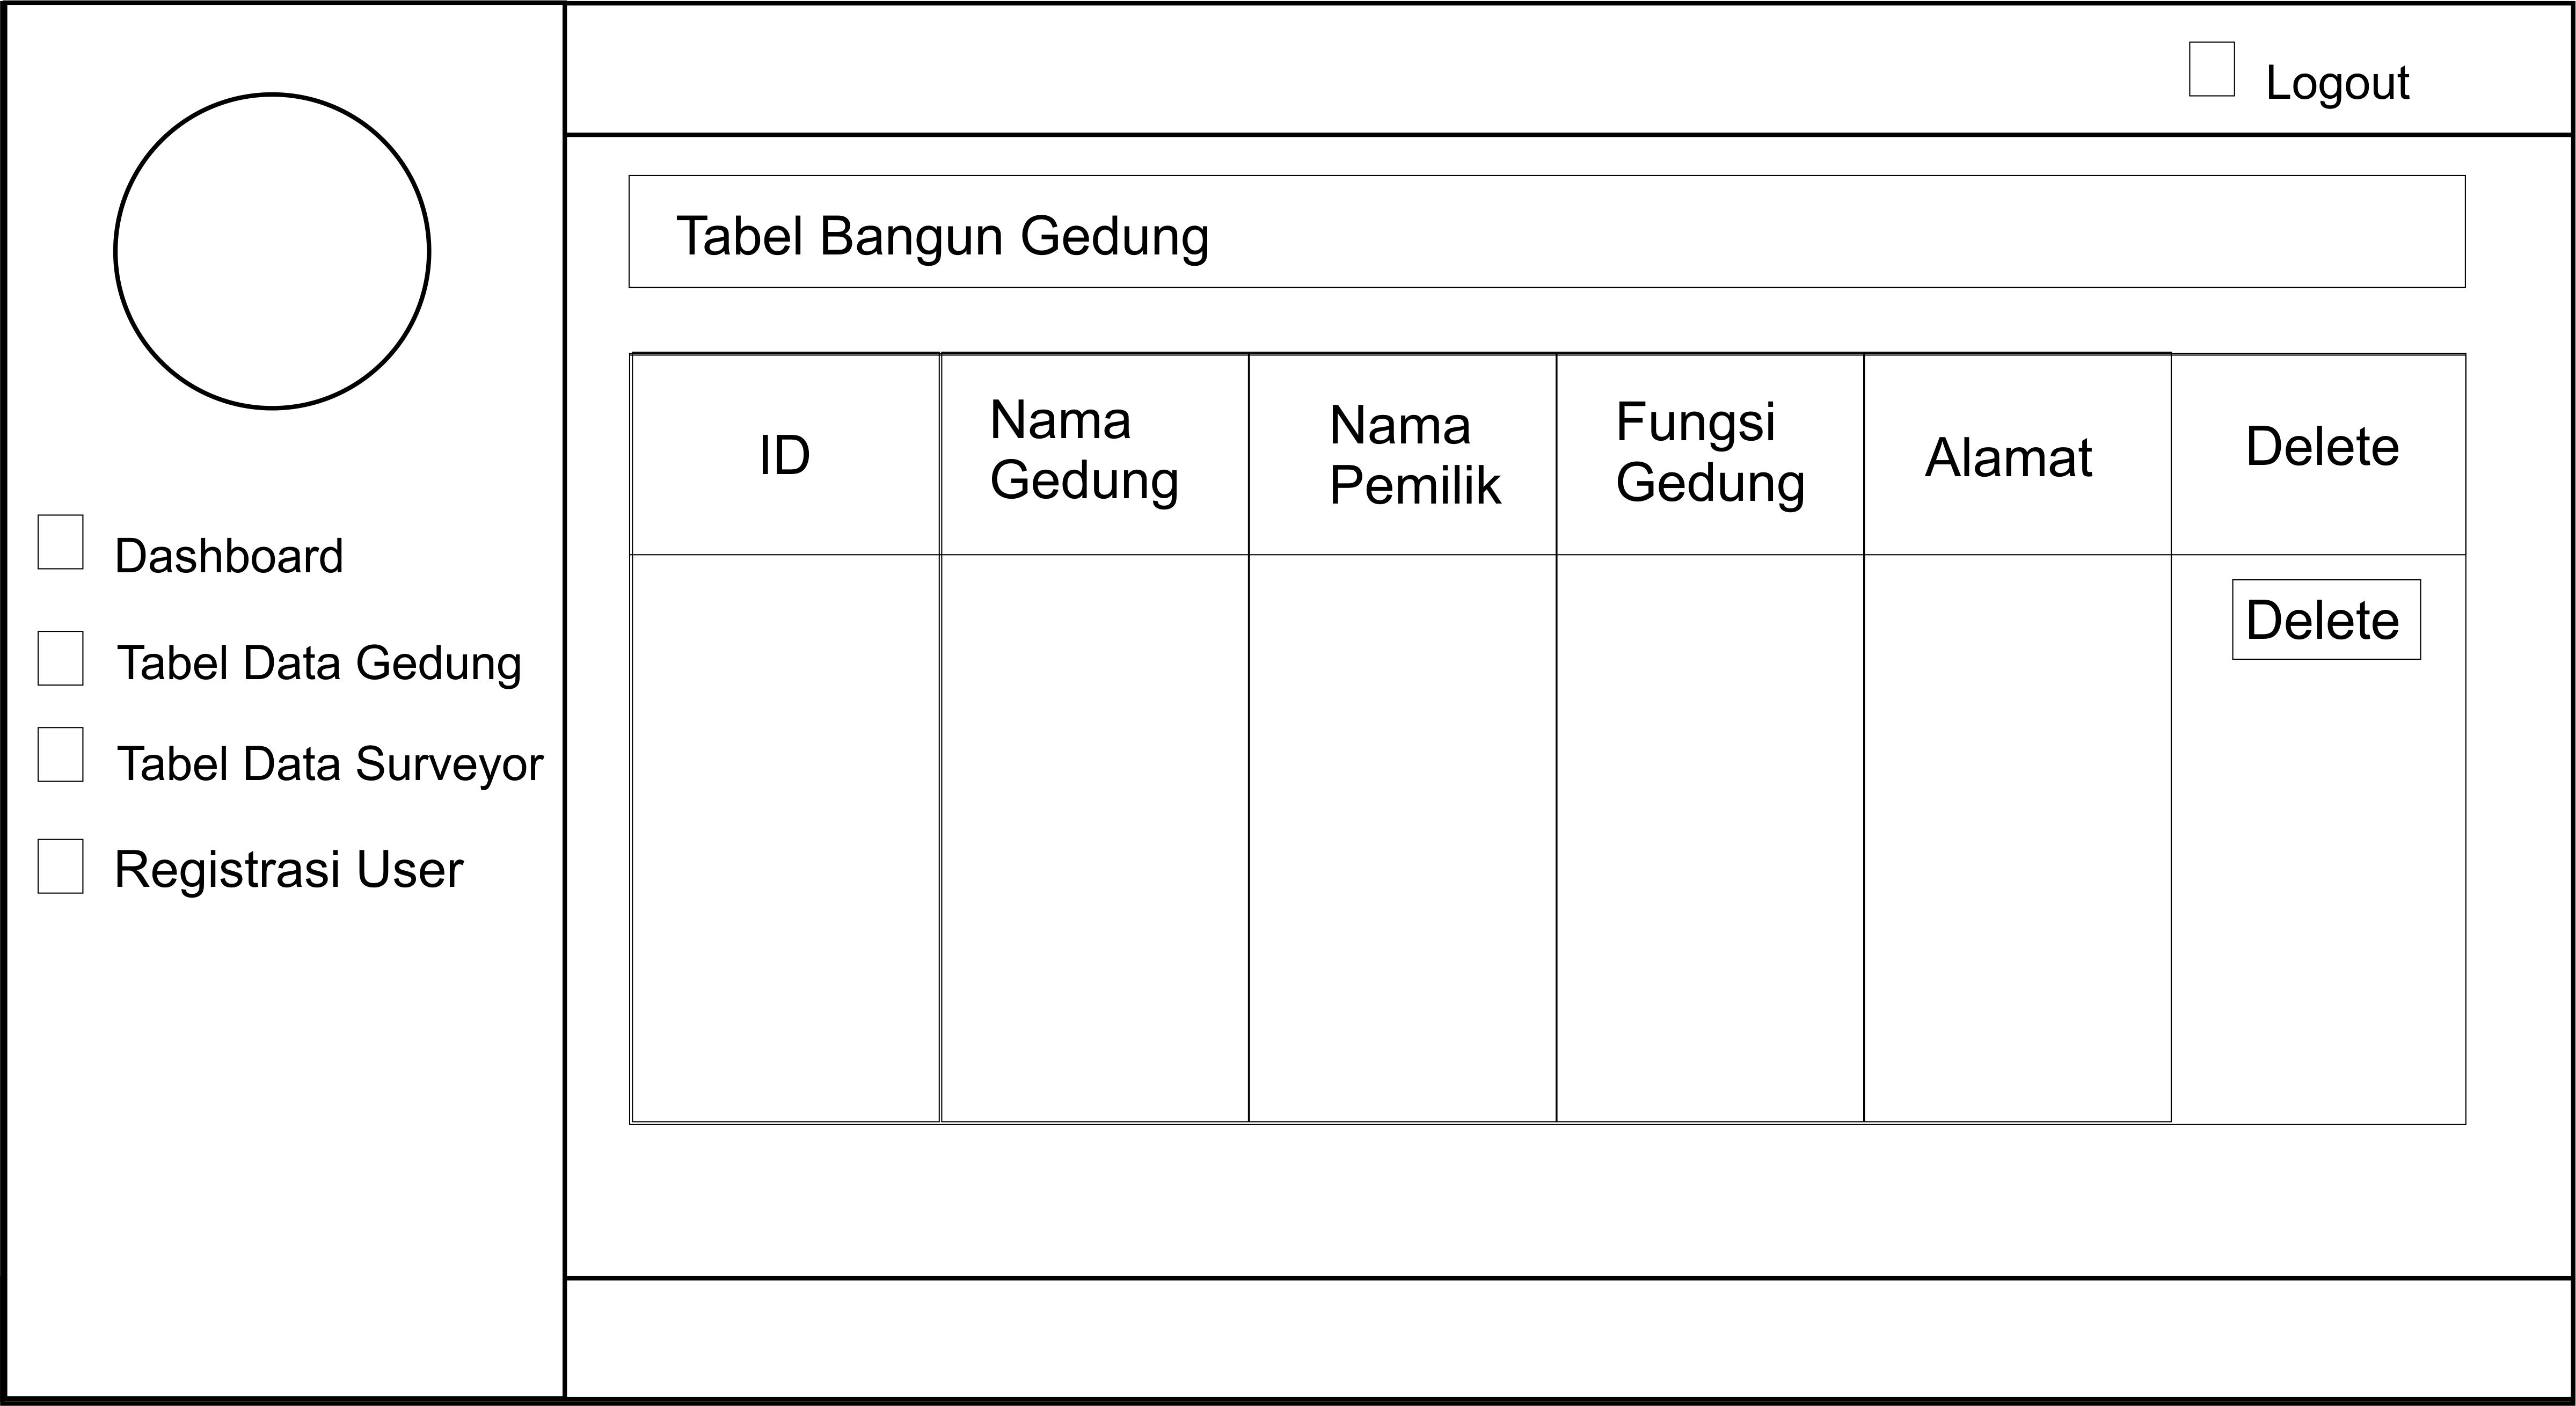 Logout
Dashboard
Tabel Data Gedung
Tabel Data Surveyor
Registrasi User
Tabel Bangun Gedung
ID
Nama
Gedung
Nama
Pemilik
Fungsi
Gedung
Alamat
Delete
Delete